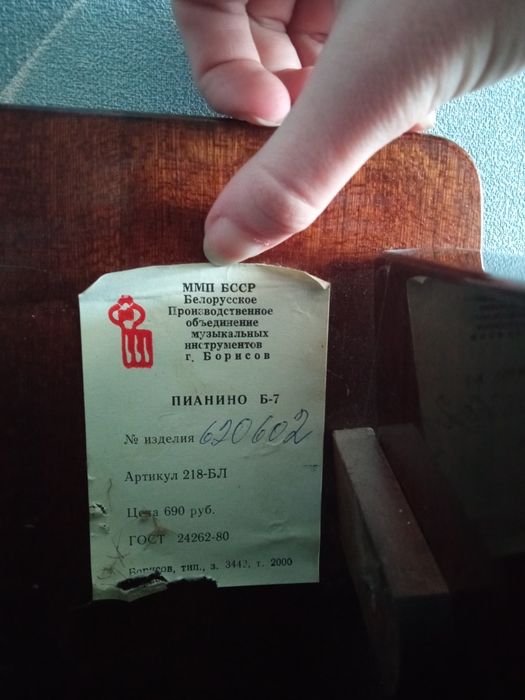 ММП БССР
Белорусское
Производственное
объединение
музыкальных
инструментов
г. Борисов
ПИАНИНО Б-7
№ изделия 620602
Артикул 218-БЛ
Цена 690 руб.
ГОСТ 24262-80
Борисов, тип., з. 3442, т. 2000